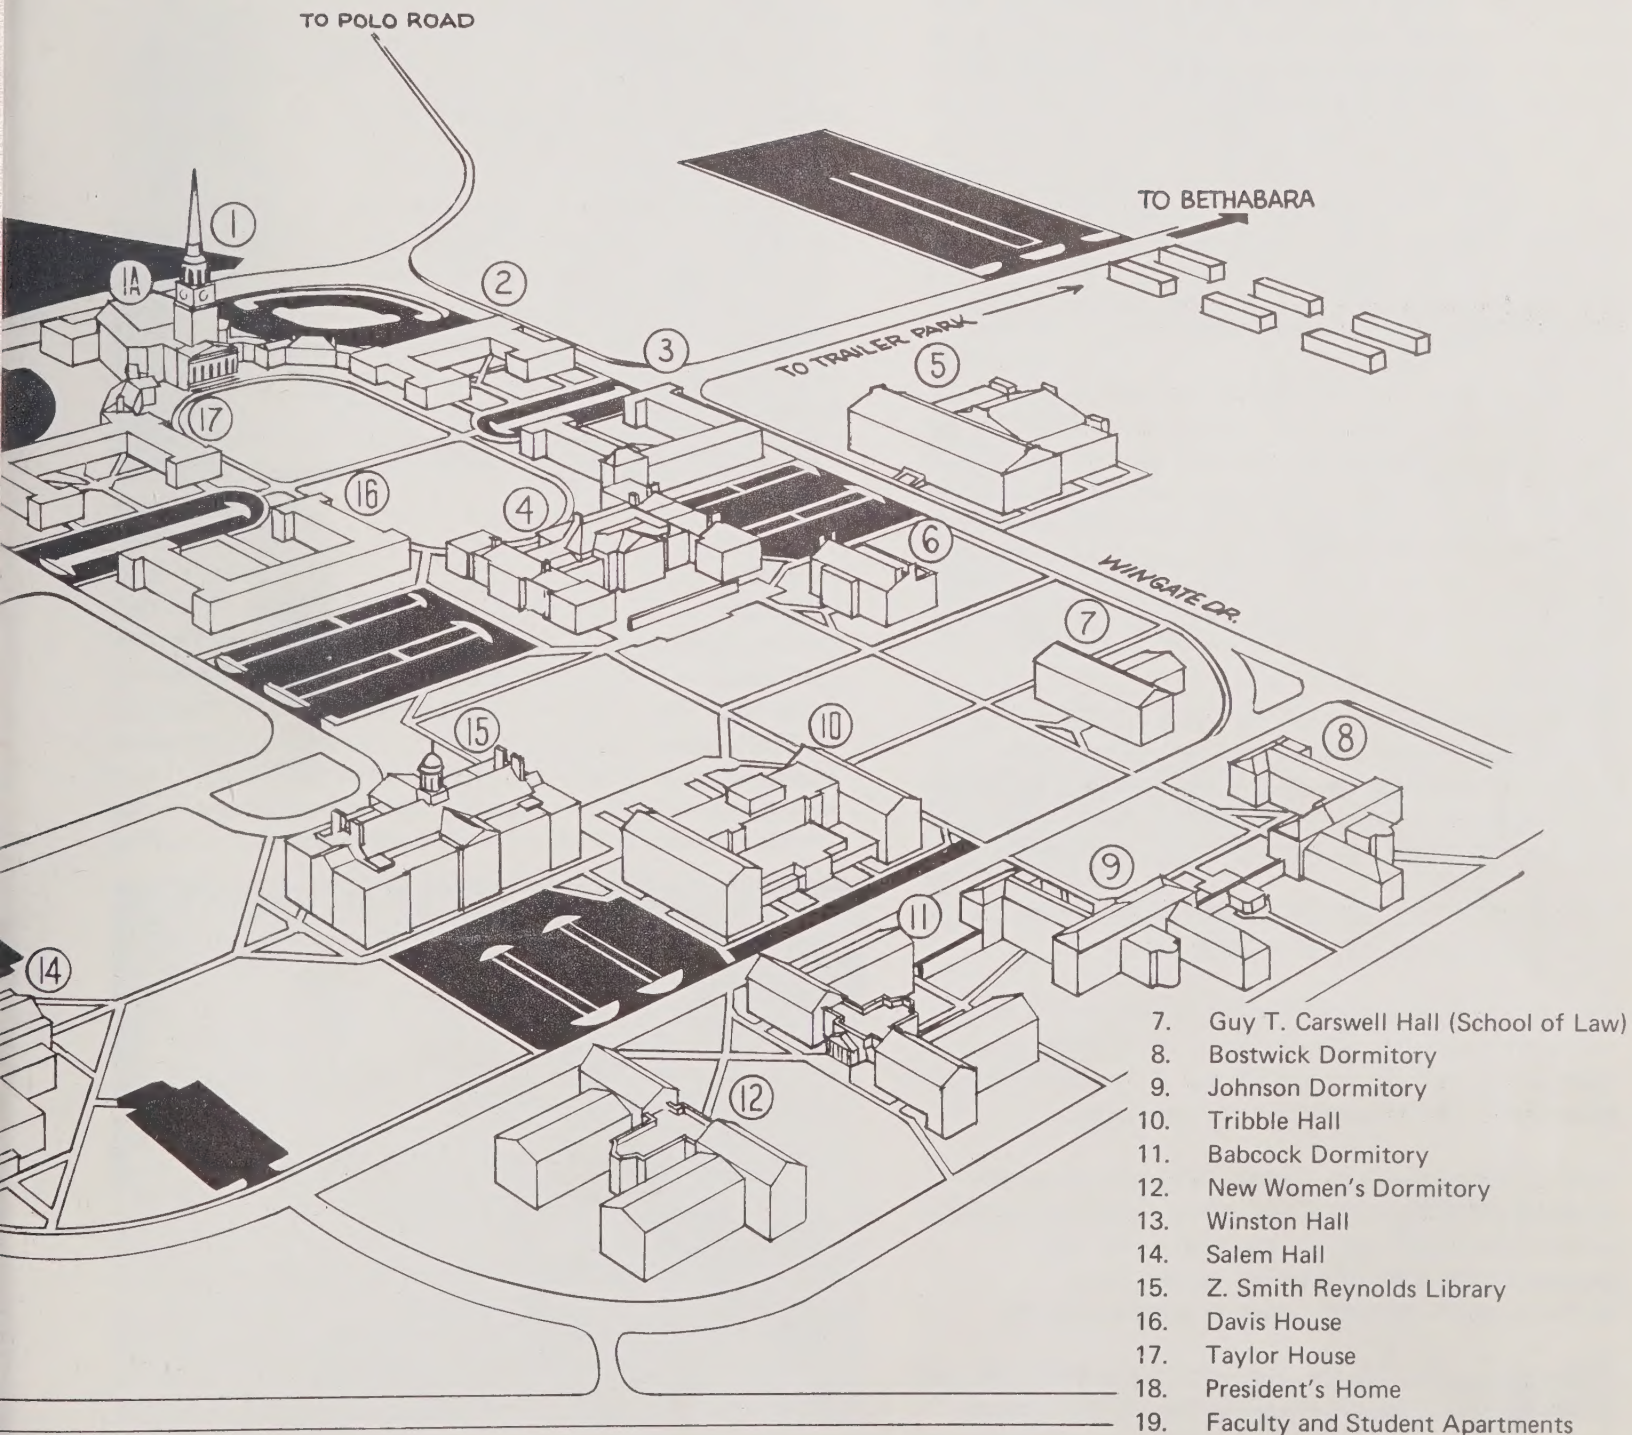 TO POLO ROAD
TO BETHABARA
1
1A
2
TO TRAILER PARK
3
5
17
16
4
6
WINGATE DR.
7
15
10
8
9
11
14
12
7. Guy T. Carswell Hall (School of Law)
8. Bostwick Dormitory
9. Johnson Dormitory
10. Tribble Hall
11. Babcock Dormitory
12. New Women's Dormitory
13. Winston Hall
14. Salem Hall
15. Z. Smith Reynolds Library
16. Davis House
17. Taylor House
18. President's Home
19. Faculty and Student Apartments